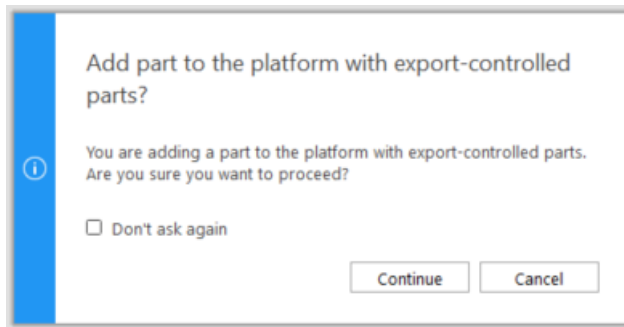 Add part to the platform with export-controlled
parts?
You are adding a part to the platform with export-controlled parts.
Are you sure you want to proceed?
Don't ask again
Continue Cancel